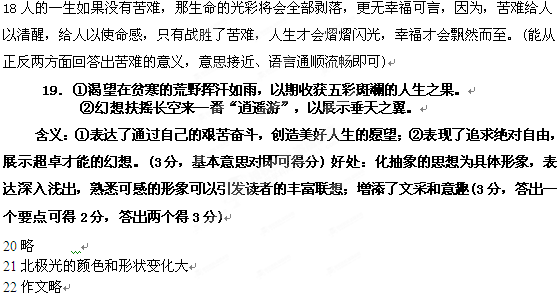 18 人的一生如果没有苦难，那生命的光彩将会全部剥落，更无幸福可言，因为，苦难给人
以清醒，给人以使命感，只有战胜了苦难，人生才会熠熠闪光，幸福才会飘然而至。(能从
正反两方面回答出苦难的意义，意思接近、语言通顺流畅即可)
19．①渴望在贫寒的荒野挥汗如雨，以期收获五彩斑斓的人生之果。
②幻想扶摇长空来一番“逍遥游”，以展示垂天之翼。
含义：①表达了通过自己的艰苦奋斗，创造美好人生的愿望；②表现了追求绝对自由，
展示超卓才能的幻想。(3分，基本意思对即可得分) 好处：化抽象的思想为具体形象，表
达深入浅出，熟悉可感的形象可以引发读者的丰富联想；增添了文采和意趣(3分，答出一
个要点可得 2分，答出两个得3分)
20 略
21 北极光的颜色和形状变化大
22 作文略